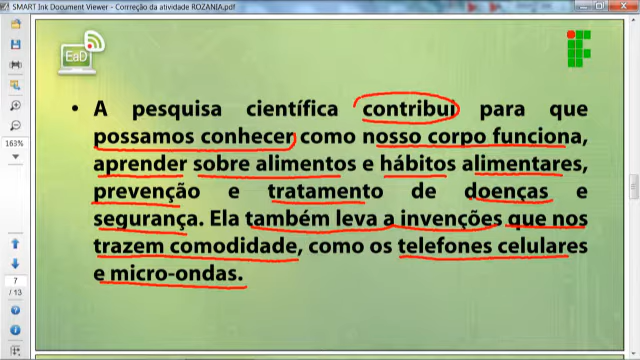 SMART Ink Document Viewer - Corrreção da atividade ROZANIA.pdf
EaD
• A pesquisa científica contribui para que
possamos conhecer como nosso corpo funciona,
aprender sobre alimentos e hábitos alimentares,
prevenção e tratamento de doenças e
segurança. Ela também leva a invenções que nos
trazem comodidade, como os telefones celulares
e micro-ondas.
163%
7
/ 13